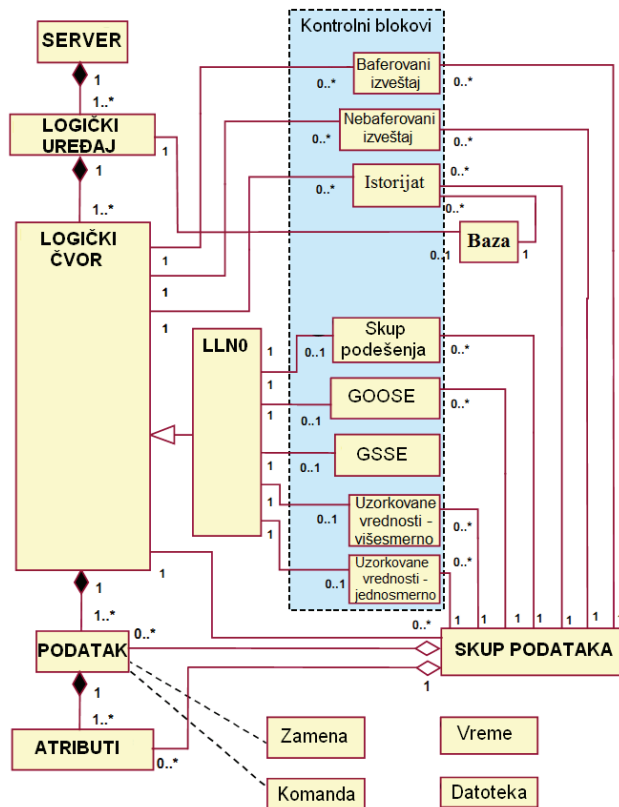 Kontrolni blokovi
SERVER
1
1..*
LOGIČKI
UREĐAJ
1
1
1..*
LOGIČKI
ČVOR
1
1
1
Baferovani
izveštaj
0..*
0..*
Nebaferovani
izveštaj
0..*
0..*
Istorijat
0..*
0..*
0..*
Baza
0..1
1
LLN0
1
1
1
1
1
Skup
podešenja
0..1
0..*
GOOSE
0..1
0..*
GSSE
0..1
Uzorkovane
vrednosti -
višesmerno
0..1
0..*
Uzorkovane
vrednosti -
jednosmerno
0..1
0..*
1
1
1..*
0..*
0..*
1
1
1
1
1
1
1
PODATAK
SKUP PODATAKA
1
1
1..*
0..*
ATRIBUTI
Zamena
Vreme
Komanda
Datoteka